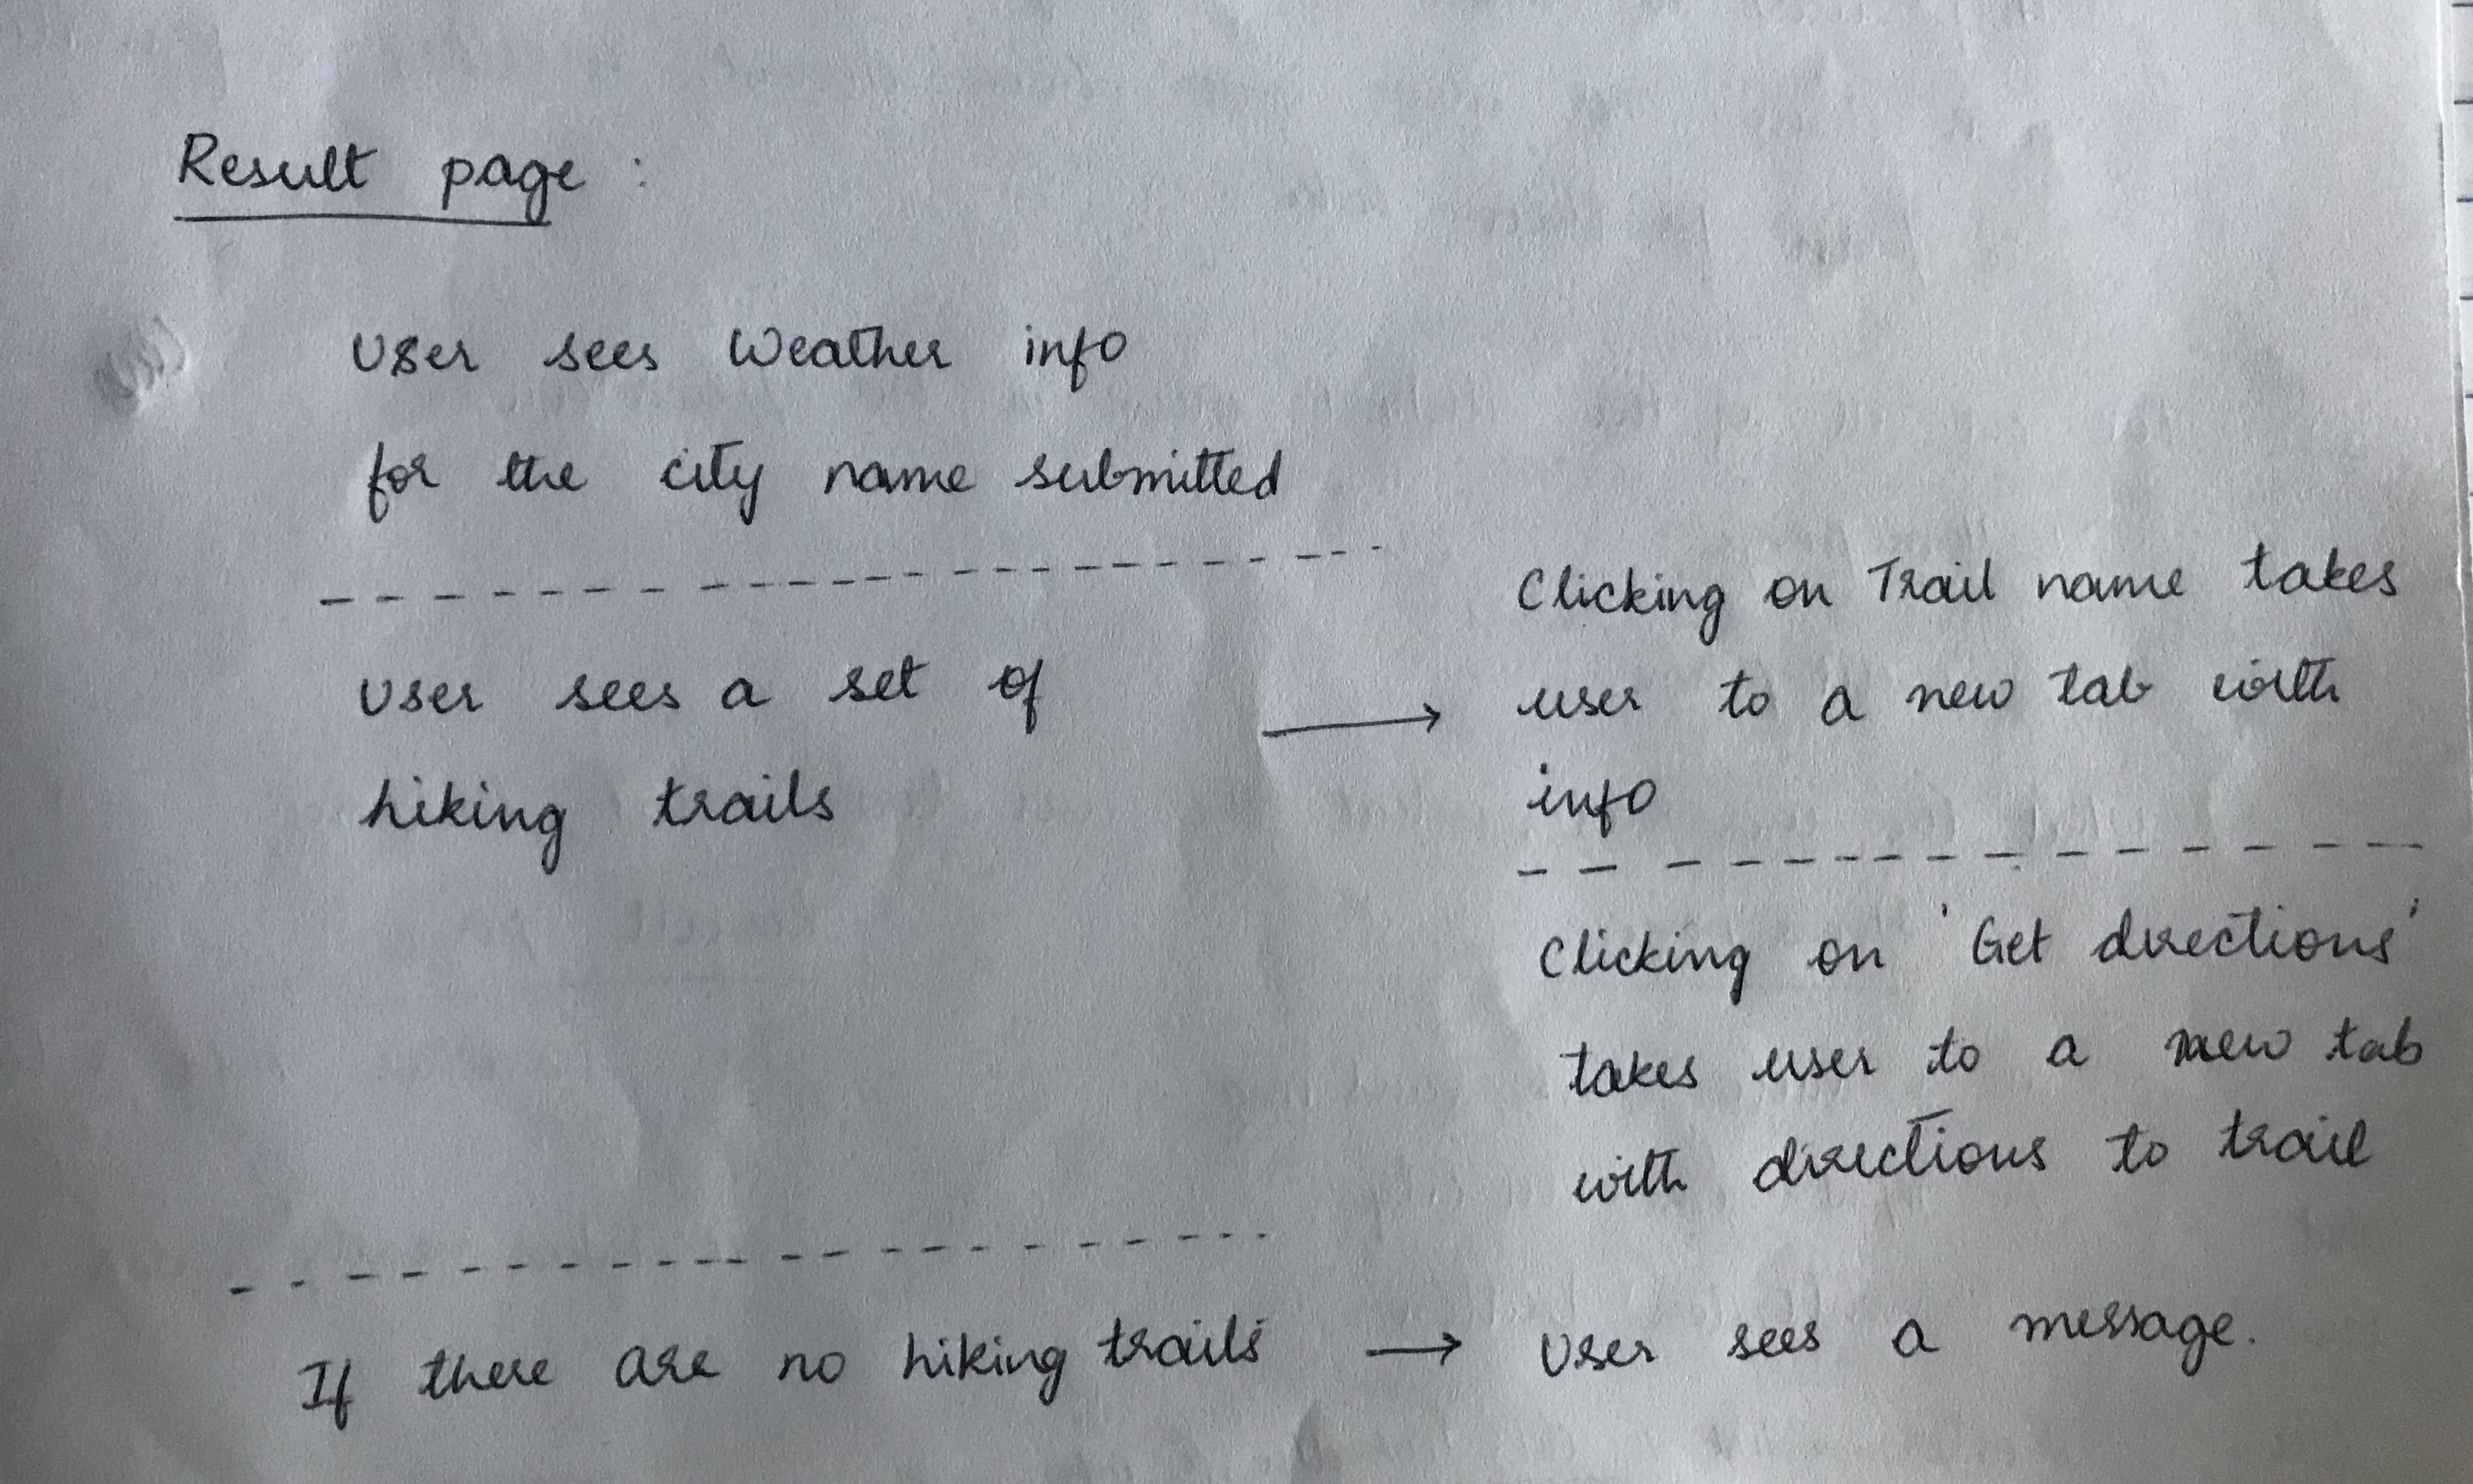 Result page :
User sees Weather info
for the city name submitted
User sees a set of
hiking trails
→
Clicking on Trail name takes
user to a new tab with
info
Clicking on 'Get directions'
takes user to a new tab
with directions to trail
If there are no hiking trails → User sees a message.